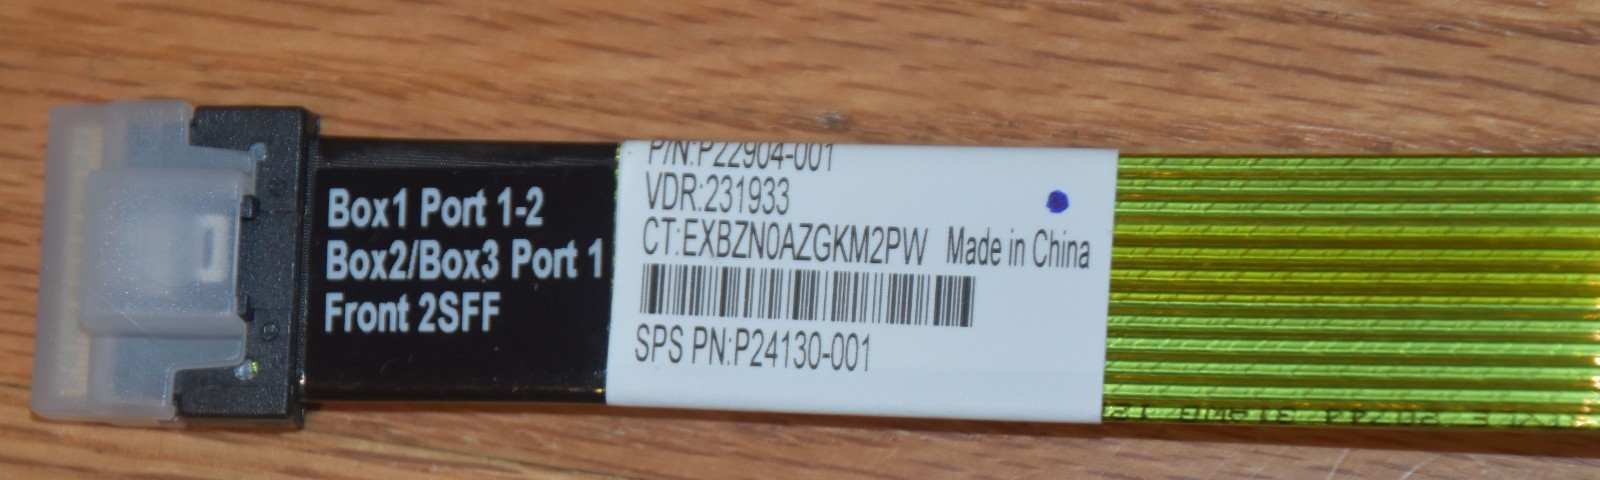 Box1 Port 1-2
Box2/Box3 Port 1
Front 2SFF
P/N:P22904-001
VDR:231933
CT:EXBZN0AZGKM2PW Made in China
SPS PN:P24130-001